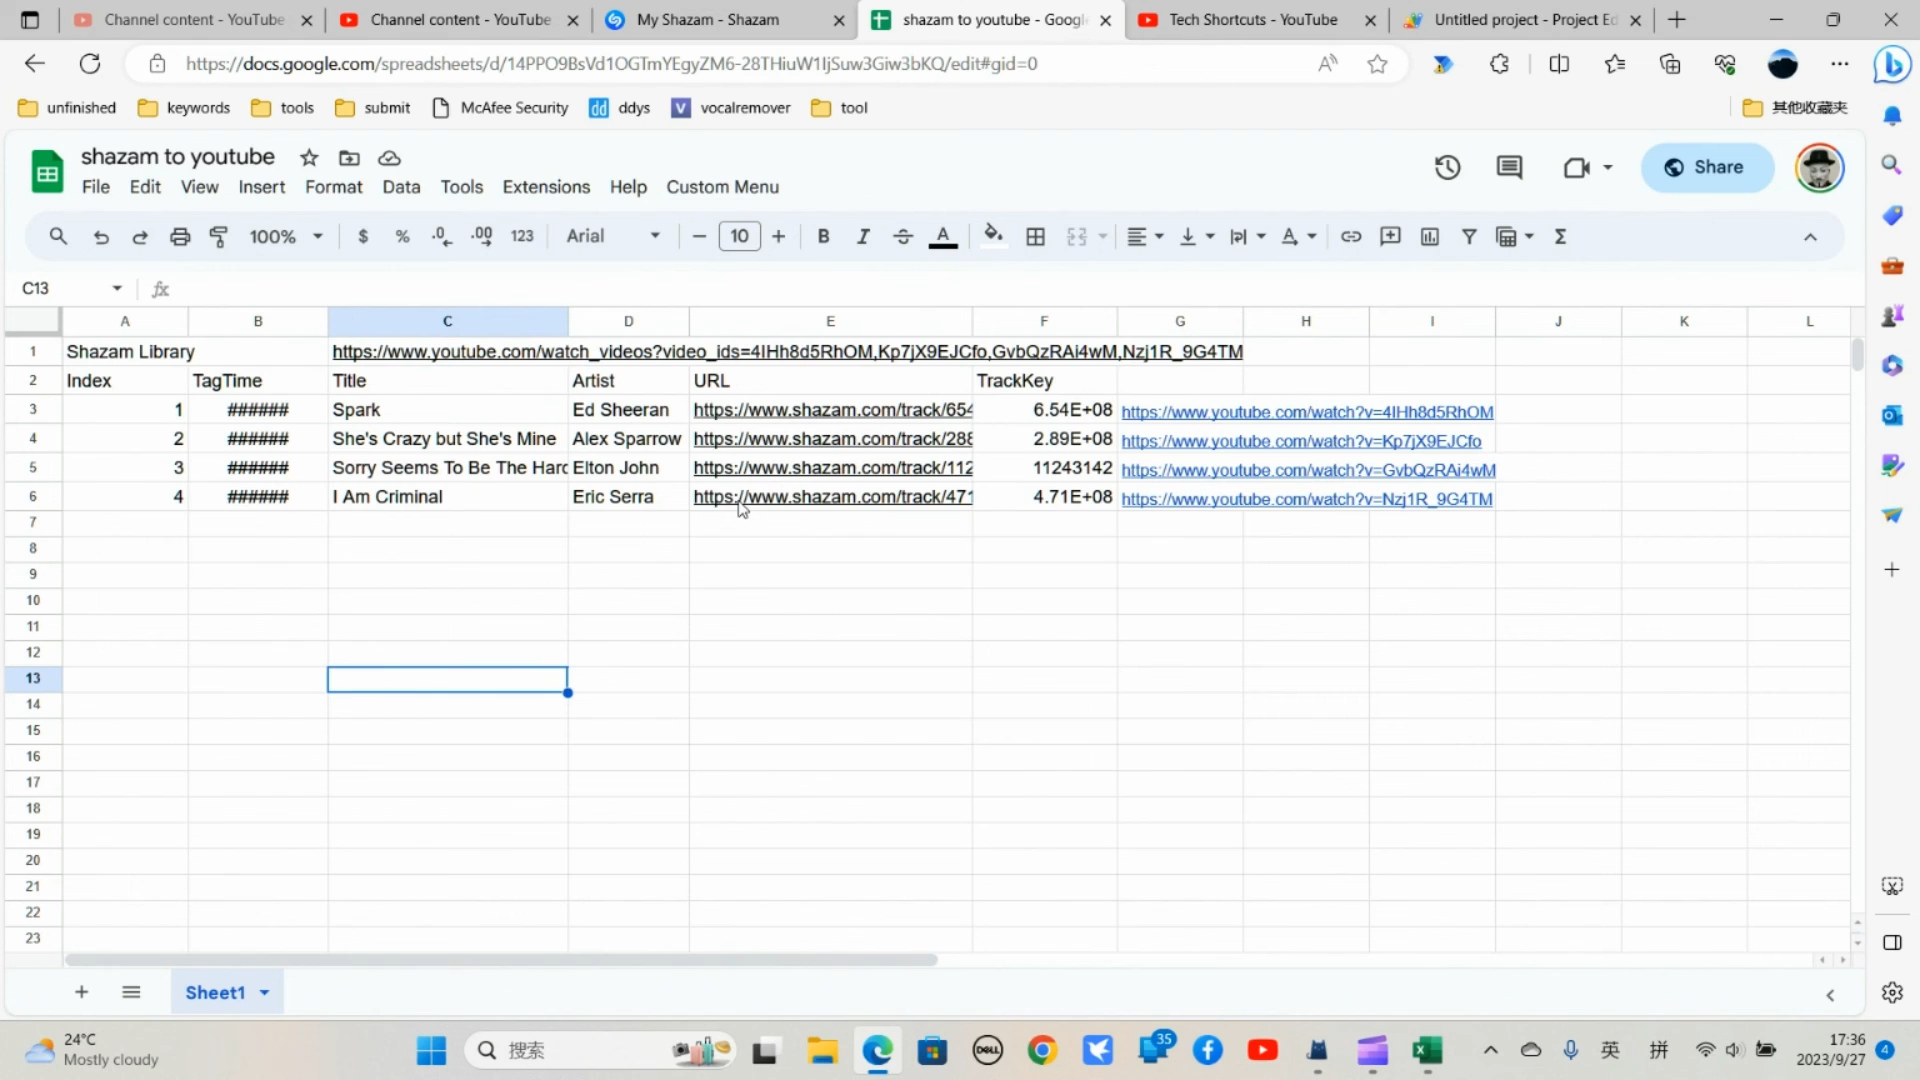 Channel content - YouTube
Channel content - YouTube
My Shazam - Shazam
shazam to youtube - Googl
Tech Shortcuts - YouTube
Untitled project - Project Ed
https://docs.google.com/spreadsheets/d/14PPO9BsVd1OGTmYEgyZM6-28THiuW1IjSuw3Giw3bKQ/edit#gid=0
unfinished keywords tools submit McAfee Security dd ddys V vocalremover tool 其他收藏夹
shazam to youtube
File Edit View Insert Format Data Tools Extensions Help Custom Menu
Share
100% $ % .0 .00 123 Arial 10 B I A
C13 fx
A B C D E F G H I J K L
1 Shazam Library https://www.youtube.com/watch_videos?video_ids=4IHh8d5RhOM,Kp7jX9EJCfo,GvbQzRAi4wM,Nzj1R_9G4TM
2 Index TagTime Title Artist URL TrackKey
3 1 ###### Spark Ed Sheeran https://www.shazam.com/track/654 6.54E+08 https://www.youtube.com/watch?v=4IHh8d5RhOM
4 2 ###### She's Crazy but She's Mine Alex Sparrow https://www.shazam.com/track/288 2.89E+08 https://www.youtube.com/watch?v=Kp7jX9EJCfo
5 3 ###### Sorry Seems To Be The Hard Elton John https://www.shazam.com/track/112 11243142 https://www.youtube.com/watch?v=GvbQzRAi4wM
6 4 ###### I Am Criminal Eric Serra https://www.shazam.com/track/471 4.71E+08 https://www.youtube.com/watch?v=Nzj1R_9G4TM
7
8
9
10
11
12
13
14
15
16
17
18
19
20
21
22
23
Sheet1
24°C
Mostly cloudy
搜索
DELL
35
英 拼
17:36
2023/9/27
4